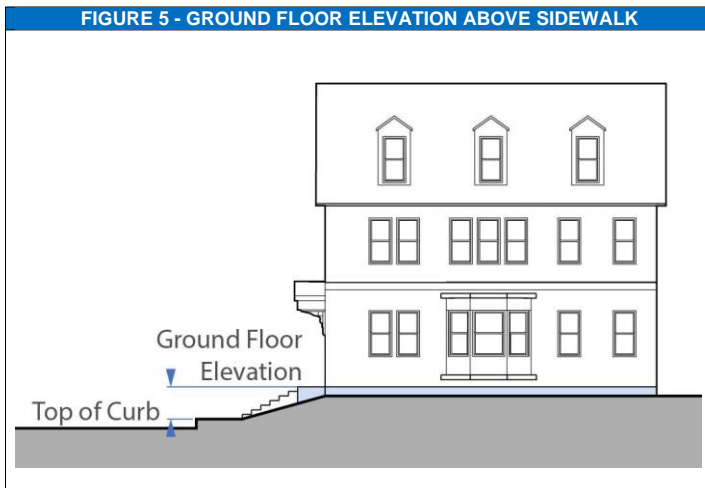 FIGURE 5 - GROUND FLOOR ELEVATION ABOVE SIDEWALK
Ground Floor
Elevation
Top of Curb